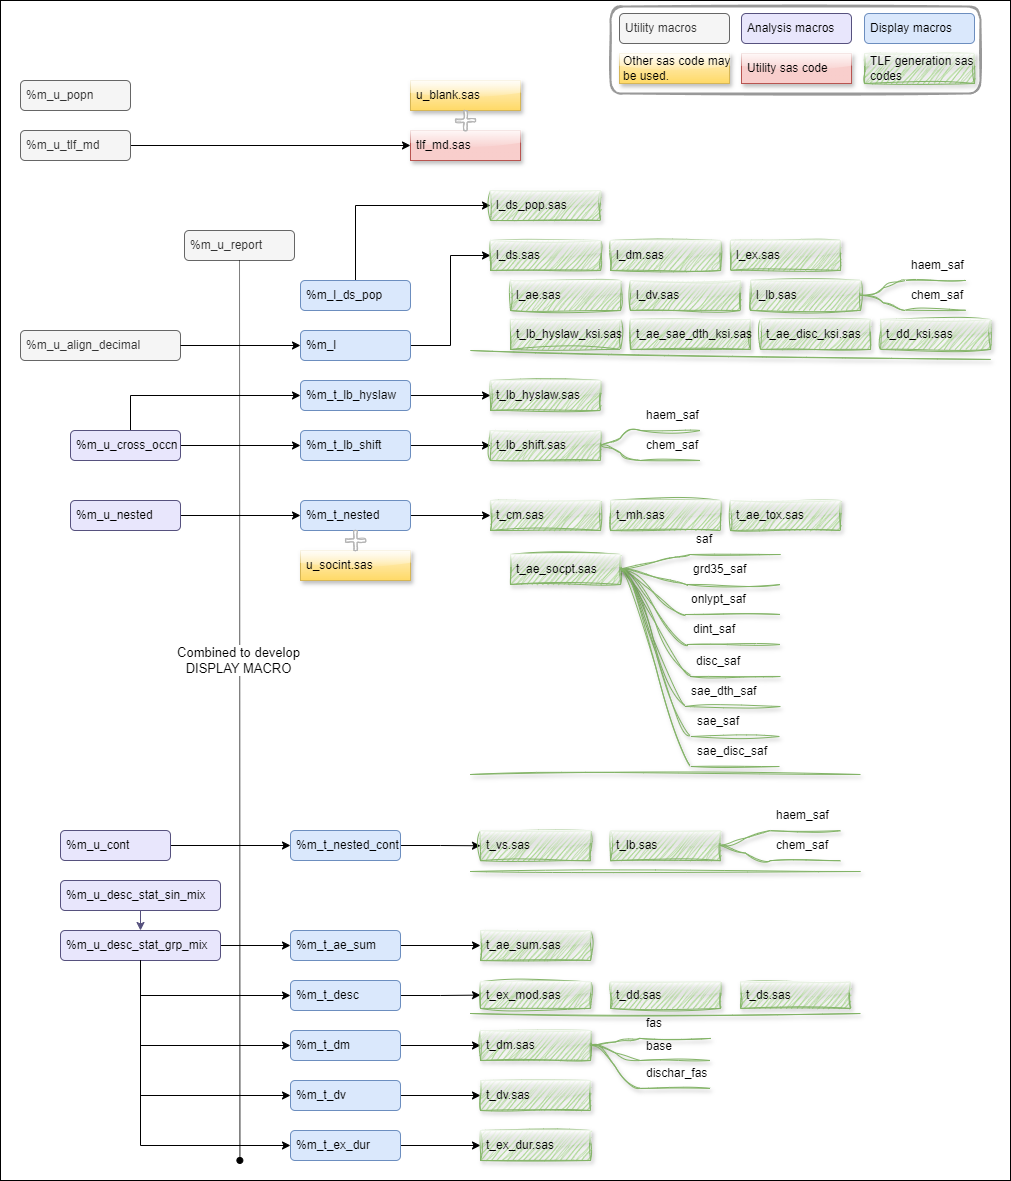 Utility macros
Analysis macros
Display macros
Other sas code may
be used.
Utility sas code
TLF generation sas
codes
%m_u_popn
u_blank.sas
%m_u_tlf_md
tlf_md.sas
l_ds_pop.sas
%m_u_report
l_ds.sas
l_dm.sas
l_ex.sas
haem_saf
%m_l_ds_pop
l_ae.sas
l_dv.sas
l_lb.sas
chem_saf
t_lb_hyslaw_ksi.sas
t_ae_sae_dth_ksi.sas
t_ae_disc_ksi.sas
t_dd_ksi.sas
%m_u_align_decimal
%m_l
%m_t_lb_hyslaw
t_lb_hyslaw.sas
haem_saf
%m_u_cross_occn
%m_t_lb_shift
t_lb_shift.sas
chem_saf
%m_u_nested
%m_t_nested
t_cm.sas
t_mh.sas
t_ae_tox.sas
u_socint.sas
t_ae_socpt.sas
saf
grd35_saf
onlypt_saf
dint_saf
disc_saf
sae_dth_saf
sae_saf
sae_disc_saf
Combined to develop
DISPLAY MACRO
haem_saf
%m_u_cont
%m_t_nested_cont
t_vs.sas
t_lb.sas
chem_saf
%m_u_desc_stat_sin_mix
%m_u_desc_stat_grp_mix
%m_t_ae_sum
t_ae_sum.sas
%m_t_desc
t_ex_mod.sas
t_dd.sas
t_ds.sas
fas
%m_t_dm
t_dm.sas
base
dischar_fas
%m_t_dv
t_dv.sas
%m_t_ex_dur
t_ex_dur.sas